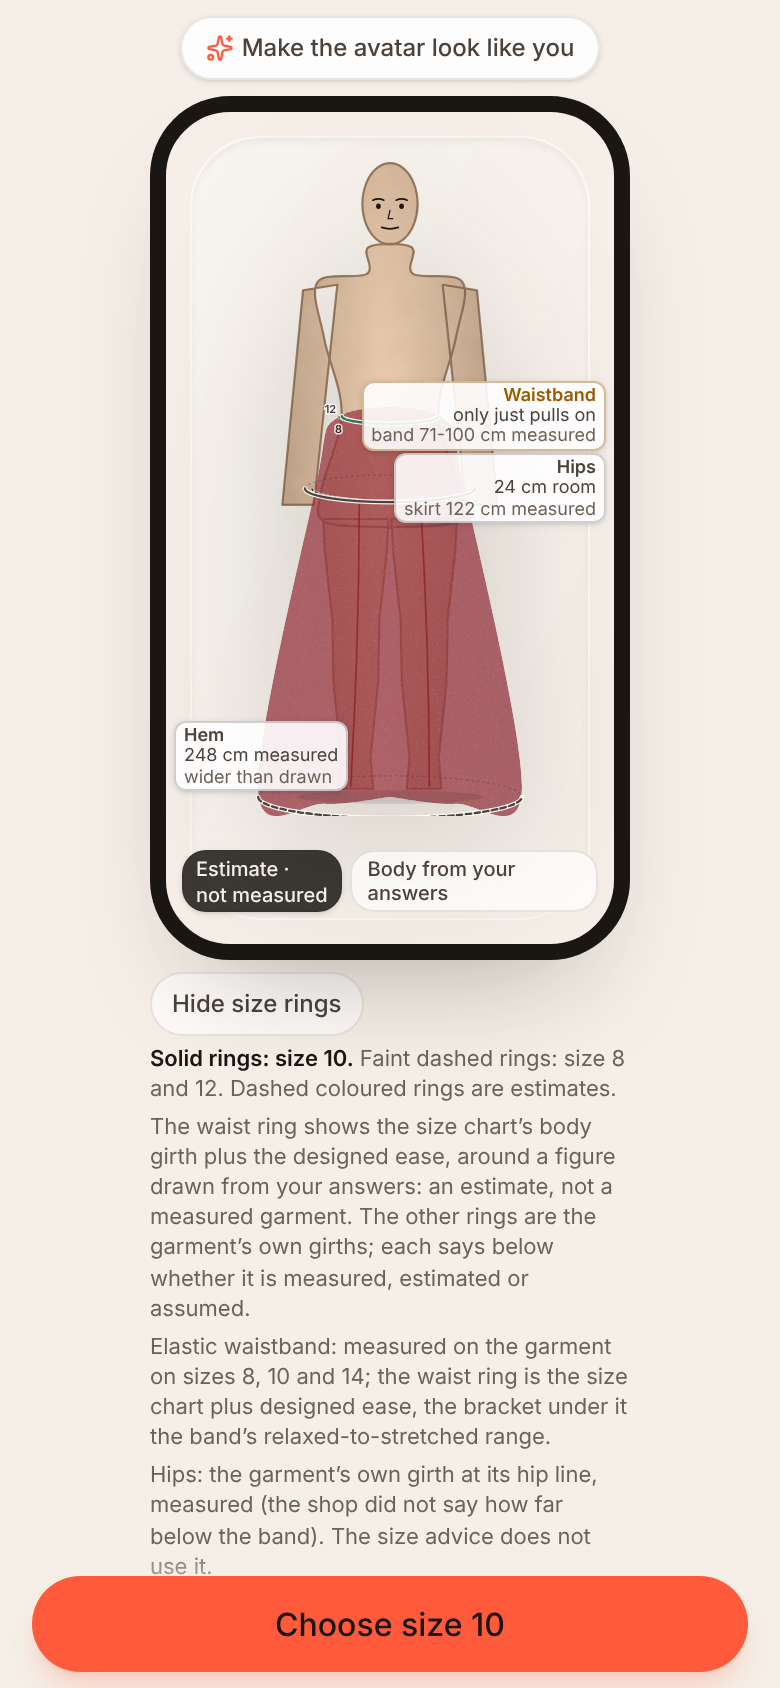 Make the avatar look like you
12
8
Waistband
only just pulls on
band 71-100 cm measured
Hips
24 cm room
skirt 122 cm measured
Hem
248 cm measured
wider than drawn
Estimate ·
not measured
Body from your
answers
Hide size rings
Solid rings: size 10. Faint dashed rings: size 8
and 12. Dashed coloured rings are estimates.
The waist ring shows the size chart’s body
girth plus the designed ease, around a figure
drawn from your answers: an estimate, not a
measured garment. The other rings are the
garment’s own girths; each says below
whether it is measured, estimated or
assumed.
Elastic waistband: measured on the garment
on sizes 8, 10 and 14; the waist ring is the size
chart plus designed ease, the bracket under it
the band’s relaxed-to-stretched range.
Hips: the garment’s own girth at its hip line,
measured (the shop did not say how far
below the band). The size advice does not
use it.
Choose size 10